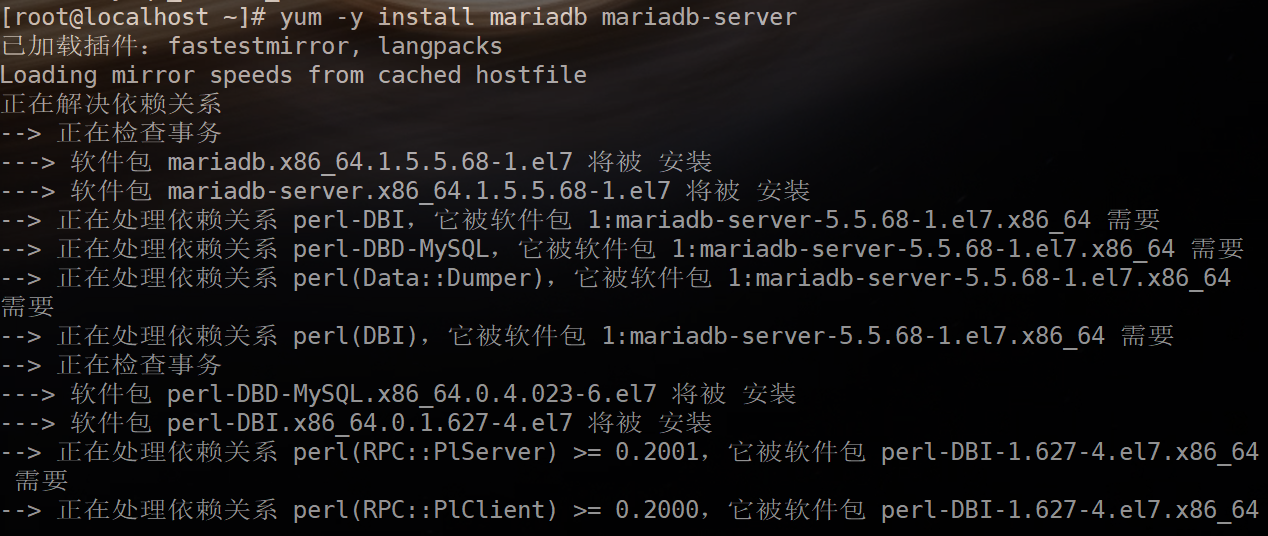 [root@localhost ~]# yum -y install mariadb mariadb-server
已加载插件：fastestmirror, langpacks
Loading mirror speeds from cached hostfile
正在解决依赖关系
--> 正在检查事务
---> 软件包 mariadb.x86_64.1.5.5.68-1.el7 将被 安装
---> 软件包 mariadb-server.x86_64.1.5.5.68-1.el7 将被 安装
--> 正在处理依赖关系 perl-DBI，它被软件包 1:mariadb-server-5.5.68-1.el7.x86_64 需要
--> 正在处理依赖关系 perl-DBD-MySQL，它被软件包 1:mariadb-server-5.5.68-1.el7.x86_64 需要
--> 正在处理依赖关系 perl(Data::Dumper)，它被软件包 1:mariadb-server-5.5.68-1.el7.x86_64
需要
--> 正在处理依赖关系 perl(DBI)，它被软件包 1:mariadb-server-5.5.68-1.el7.x86_64 需要
--> 正在检查事务
---> 软件包 perl-DBD-MySQL.x86_64.0.4.023-6.el7 将被 安装
---> 软件包 perl-DBI.x86_64.0.1.627-4.el7 将被 安装
--> 正在处理依赖关系 perl(RPC::PlServer) >= 0.2001，它被软件包 perl-DBI-1.627-4.el7.x86_64
需要
--> 正在处理依赖关系 perl(RPC::PlClient) >= 0.2000，它被软件包 perl-DBI-1.627-4.el7.x86_64